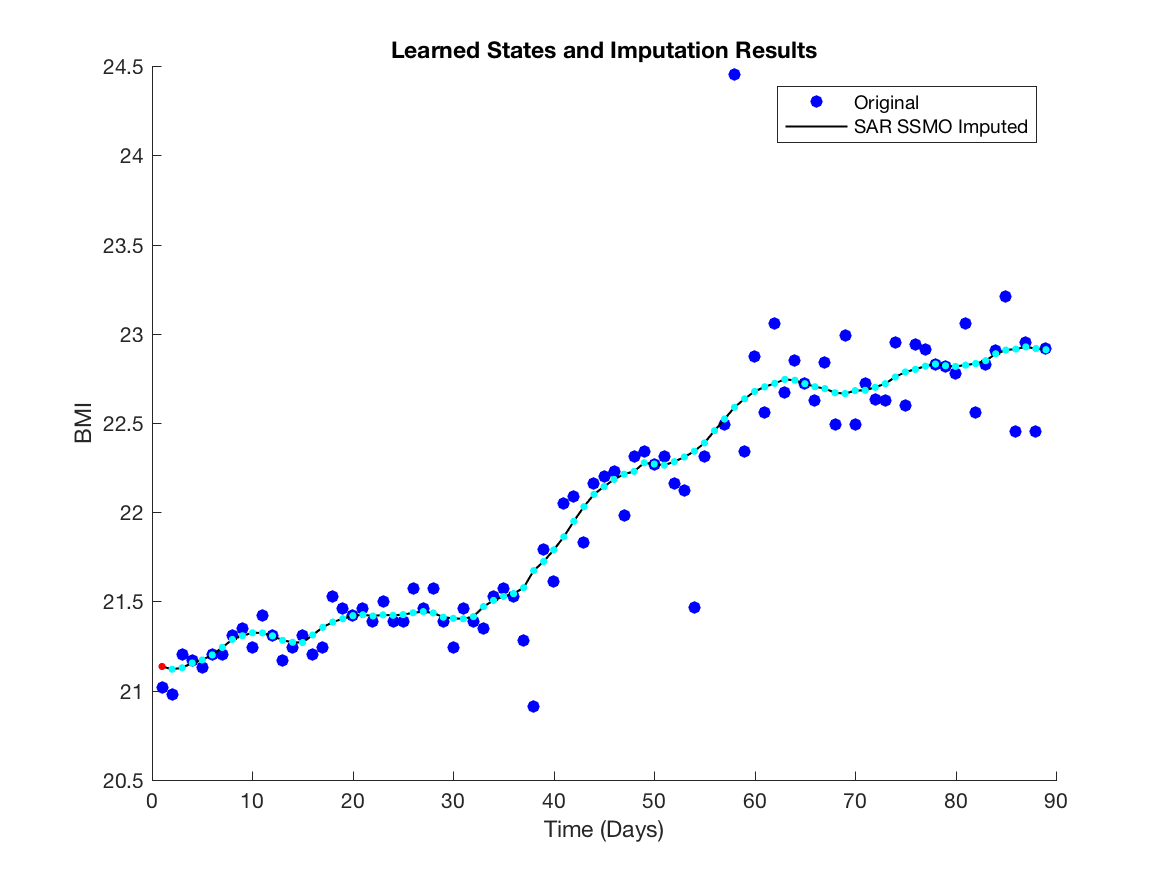 Learned States and Imputation Results
Original
SAR SSMO Imputed
24.5
24
23.5
23
22.5
22
21.5
21
20.5
BMI
0 10 20 30 40 50 60 70 80 90
Time (Days)